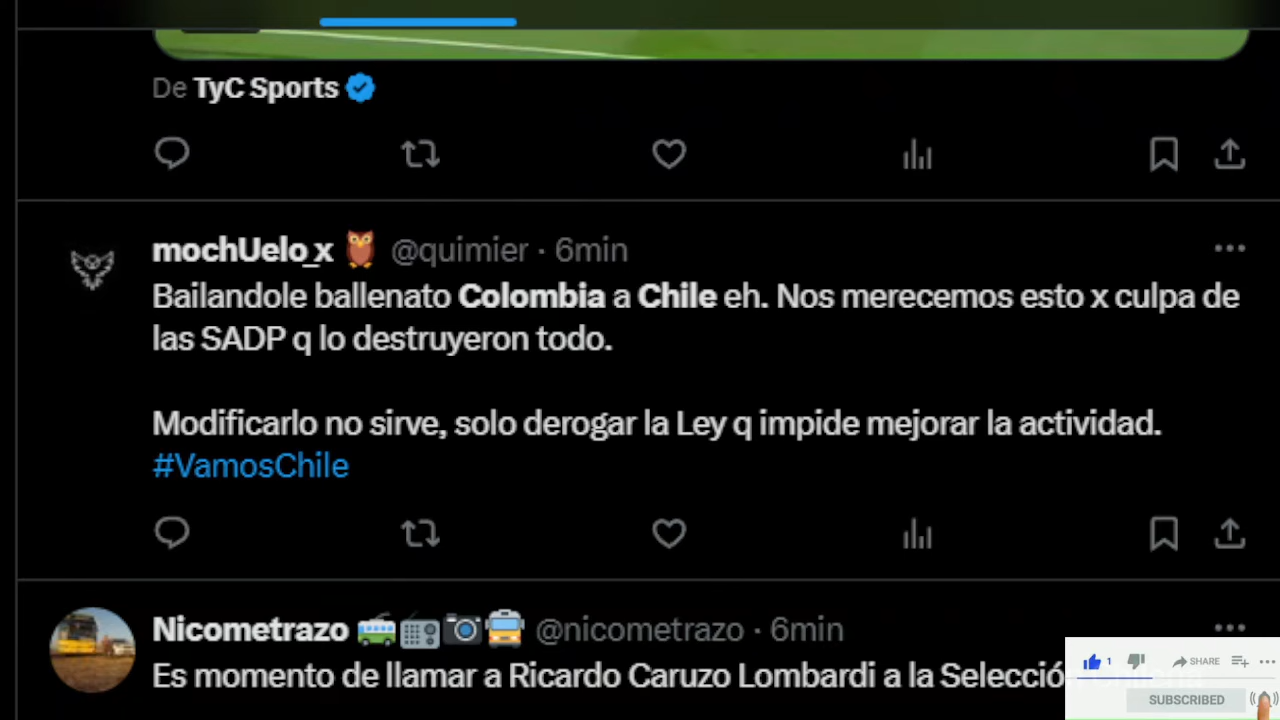 De TyC Sports
mochUelo_x @quimier · 6min
Bailandole ballenato Colombia a Chile eh. Nos merecemos esto x culpa de
las SADP q lo destruyeron todo.
Modificarlo no sirve, solo derogar la Ley q impide mejorar la actividad.
#VamosChile
Nicometrazo @nicometrazo · 6min
Es momento de llamar a Ricardo Caruzo Lombardi a la Selecció
1 SHARE
SUBSCRIBED